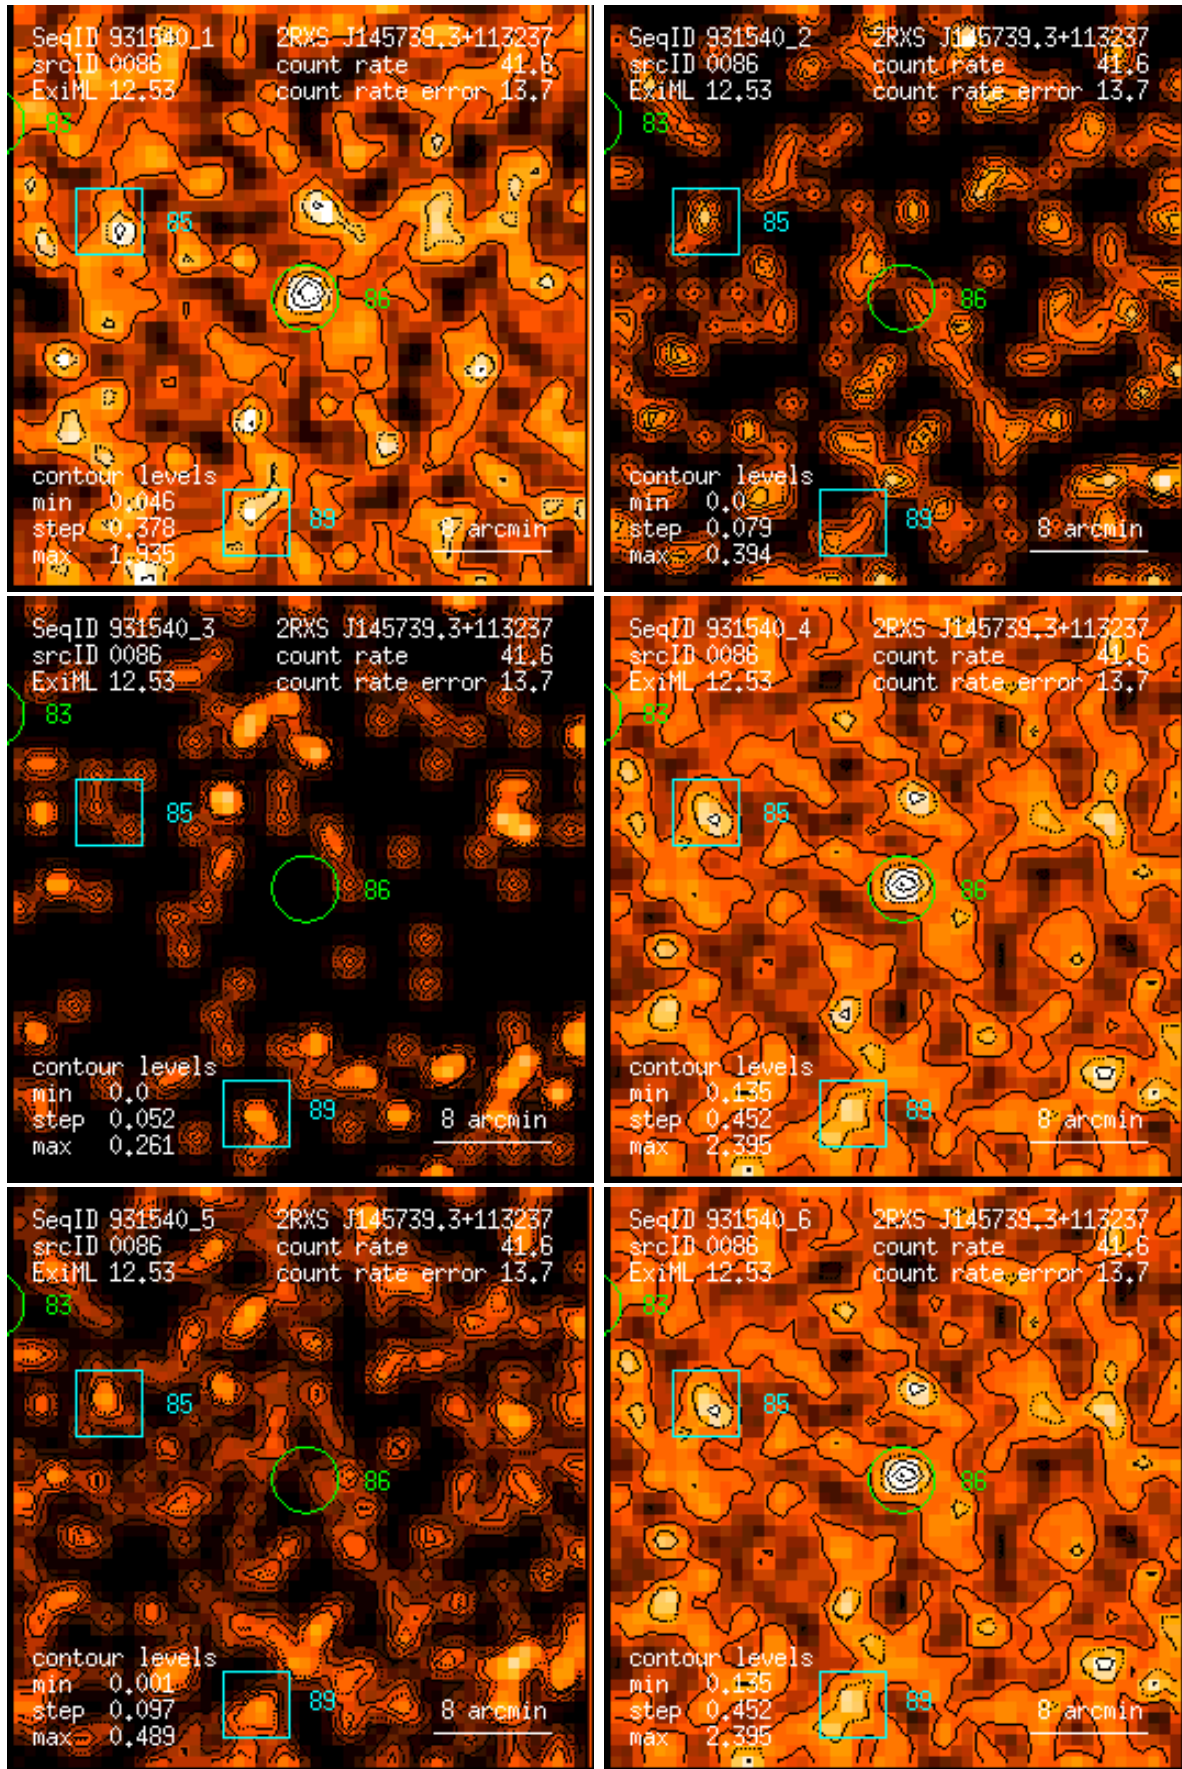 SeqID 931540_1 2RXS J145739.3+113237
srcID 0086 count rate 41.6
ExiML 12.53 count rate error 13.7
83
85
86
contour levels
min 0.046
step 0.378 89 8 arcmin
max 1.935
SeqID 931540_2 2RXS J145739.3+113237
srcID 0086 count rate 41.6
ExiML 12.53 count rate error 13.7
83
85
86
contour levels
min 0.0
step 0.079 89 8 arcmin
max 0.394
SeqID 931540_3 2RXS J145739.3+113237
srcID 0086 count rate 41.6
ExiML 12.53 count rate error 13.7
83
85
86
contour levels
min 0.0
step 0.052 89 8 arcmin
max 0.261
SeqID 931540_4 2RXS J145739.3+113237
srcID 0086 count rate 41.6
ExiML 12.53 count rate error 13.7
83
85
86
contour levels
min 0.135
step 0.452 89 8 arcmin
max 2.395
SeqID 931540_5 2RXS J145739.3+113237
srcID 0086 count rate 41.6
ExiML 12.53 count rate error 13.7
83
85
86
contour levels
min 0.001
step 0.097 89 8 arcmin
max 0.489
SeqID 931540_6 2RXS J145739.3+113237
srcID 0086 count rate 41.6
ExiML 12.53 count rate error 13.7
83
85
86
contour levels
min 0.135
step 0.452 89 8 arcmin
max 2.395